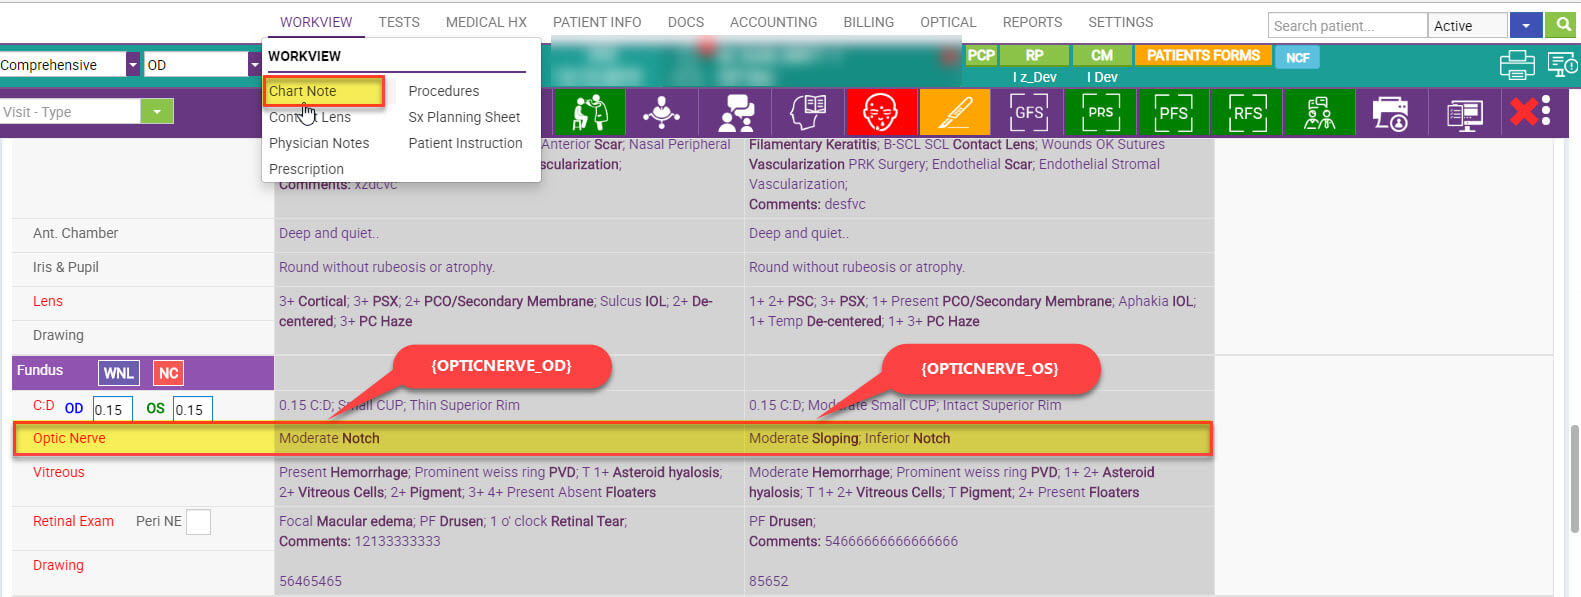 WORKVIEW TESTS MEDICAL HX PATIENT INFO DOCS ACCOUNTING BILLING OPTICAL REPORTS SETTINGS Search patient... Active
WORKVIEW
Chart Note Procedures
Contact Lens Sx Planning Sheet
Physician Notes Patient Instruction
Prescription
Comprehensive OD PCP RP CM PATIENTS FORMS NCF
I z_Dev I Dev
Visit - Type GFS PRS PFS RFS
Anterior Scar; Nasal Peripheral
scularization;
Comments: xzdcvc
Filamentary Keratitis; B-SCL SCL Contact Lens; Wounds OK Sutures
Vascularization PRK Surgery; Endothelial Scar; Endothelial Stromal
Vascularization;
Comments: desfvc
Ant. Chamber Deep and quiet.. Deep and quiet..
Iris & Pupil Round without rubeosis or atrophy. Round without rubeosis or atrophy.
Lens 3+ Cortical; 3+ PSX; 2+ PCO/Secondary Membrane; Sulcus IOL; 2+ De-
centered; 3+ PC Haze
1+ 2+ PSC; 3+ PSX; 1+ Present PCO/Secondary Membrane; Aphakia IOL;
1+ Temp De-centered; 1+ 3+ PC Haze
Drawing
Fundus WNL NC {OPTICNERVE_OD} {OPTICNERVE_OS}
C:D OD 0.15 OS 0.15 0.15 C:D; Small CUP; Thin Superior Rim 0.15 C:D; Moderate Small CUP; Intact Superior Rim
Optic Nerve Moderate Notch Moderate Sloping; Inferior Notch
Vitreous Present Hemorrhage; Prominent weiss ring PVD; T 1+ Asteroid hyalosis;
2+ Vitreous Cells; 2+ Pigment; 3+ 4+ Present Absent Floaters
Moderate Hemorrhage; Prominent weiss ring PVD; 1+ 2+ Asteroid
hyalosis; T 1+ 2+ Vitreous Cells; T Pigment; 2+ Present Floaters
Retinal Exam Peri NE Focal Macular edema; PF Drusen; 1 o' clock Retinal Tear;
Comments: 12133333333
PF Drusen;
Comments: 54666666666666666
Drawing
56465465 85652